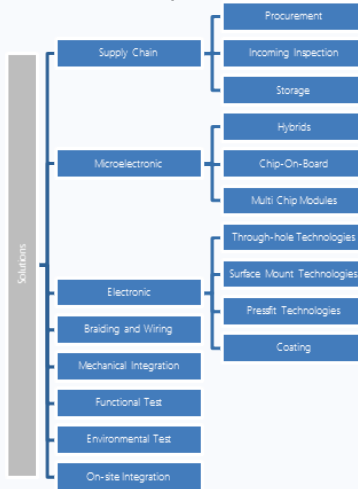 Solutions
Supply Chain
Procurement
Incoming Inspection
Storage
Microelectronic
Hybrids
Chip-On-Board
Multi Chip Modules
Electronic
Through-hole Technologies
Surface Mount Technologies
Pressfit Technologies
Coating
Braiding and Wiring
Mechanical Integration
Functional Test
Environmental Test
On-site Integration